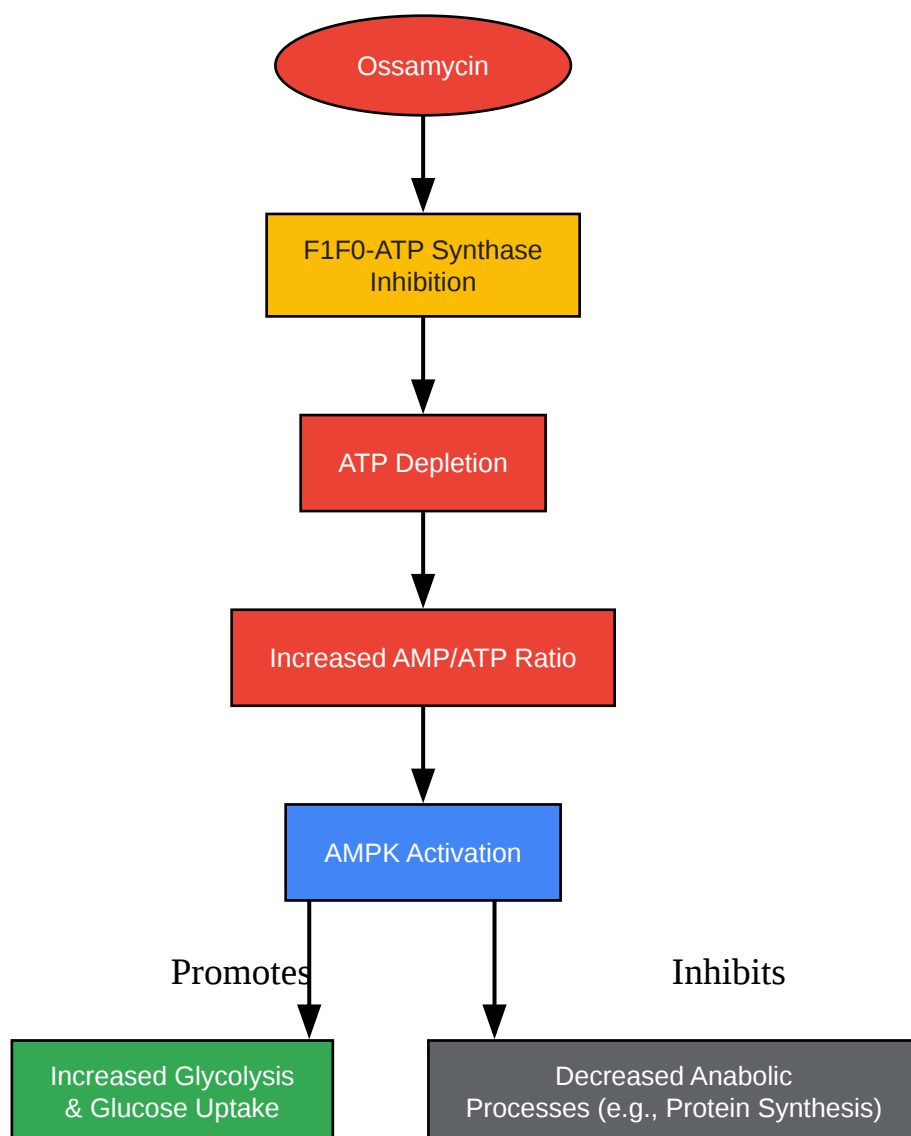 Ossamycin
F1F0-ATP Synthase
Inhibition
ATP Depletion
Increased AMP/ATP Ratio
AMPK Activation
Promotes
Inhibits
Increased Glycolysis
& Glucose Uptake
Decreased Anabolic
Processes (e.g., Protein Synthesis)